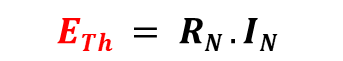 E_Th = R_N . I_N